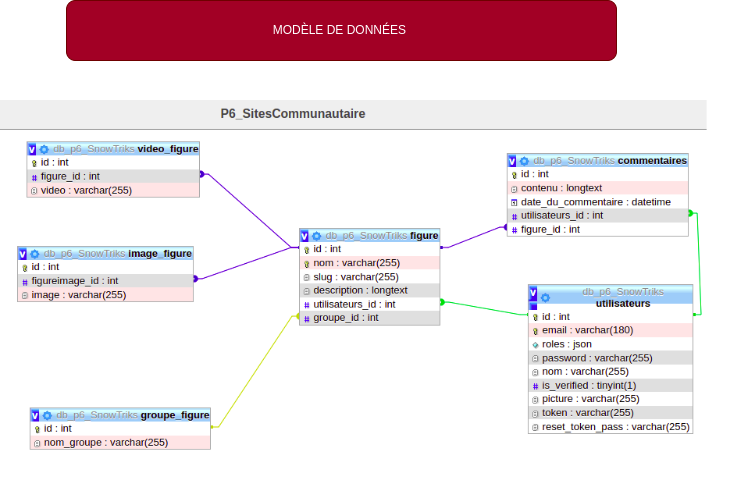 MODÈLE DE DONNÉES
P6_SitesCommunautaire
db_p6_SnowTriks video_figure
id : int
figure_id : int
video : varchar(255)
db_p6_SnowTriks image_figure
id : int
figureimage_id : int
image : varchar(255)
db_p6_SnowTriks groupe_figure
id : int
nom_groupe : varchar(255)
db_p6_SnowTriks figure
id : int
nom : varchar(255)
slug : varchar(255)
description : longtext
utilisateurs_id : int
groupe_id : int
db_p6_SnowTriks commentaires
id : int
contenu : longtext
date_du_commentaire : datetime
utilisateurs_id : int
figure_id : int
db_p6_SnowTriks
utilisateurs
id : int
email : varchar(180)
roles : json
password : varchar(255)
nom : varchar(255)
is_verified : tinyint(1)
picture : varchar(255)
token : varchar(255)
reset_token_pass : varchar(255)